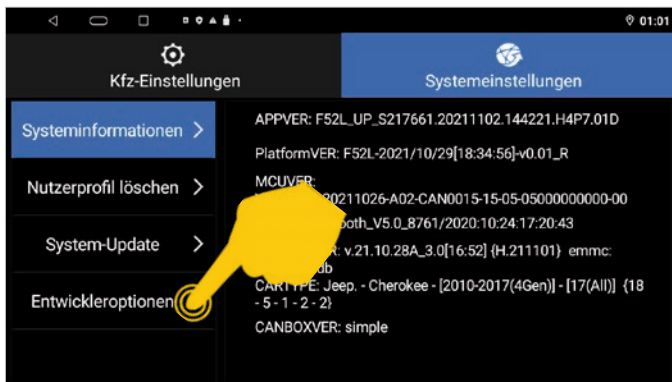 01:01
Kfz-Einstellungen
Systemeinstellungen
Systeminformationen
Nutzerprofil löschen
System-Update
Entwickleroptionen
APPVER: F52L_UP_S217661.20211102.144221.H4P7.01D
PlatformVER: F52L-2021/10/29[18:34:56]-v0.01_R
MCUVER:
0211026-A02-CAN0015-15-05-05000000000-00
ooth_V5.0_8761/2020:10:24:17:20:43
R: v.21.10.28A_3.0[16:52] {H.211101} emmc:
db
CARTYPE: Jeep. - Cherokee - [2010-2017(4Gen)] - [17(All)] {18
- 5 - 1 - 2 - 2}
CANBOXVER: simple